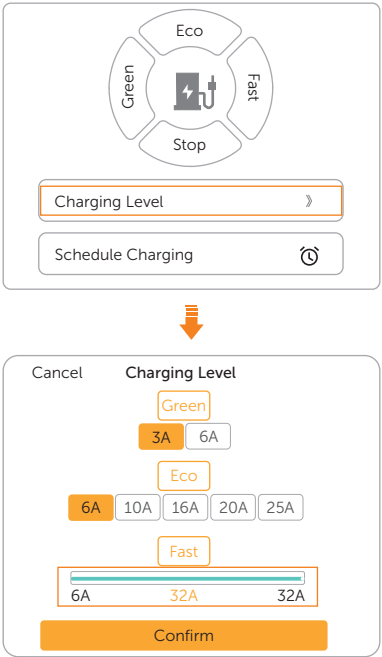 Eco
Green
Fast
Stop
Charging Level 》
Schedule Charging
Cancel Charging Level
Green
3A 6A
Eco
6A 10A 16A 20A 25A
Fast
6A 32A 32A
Confirm